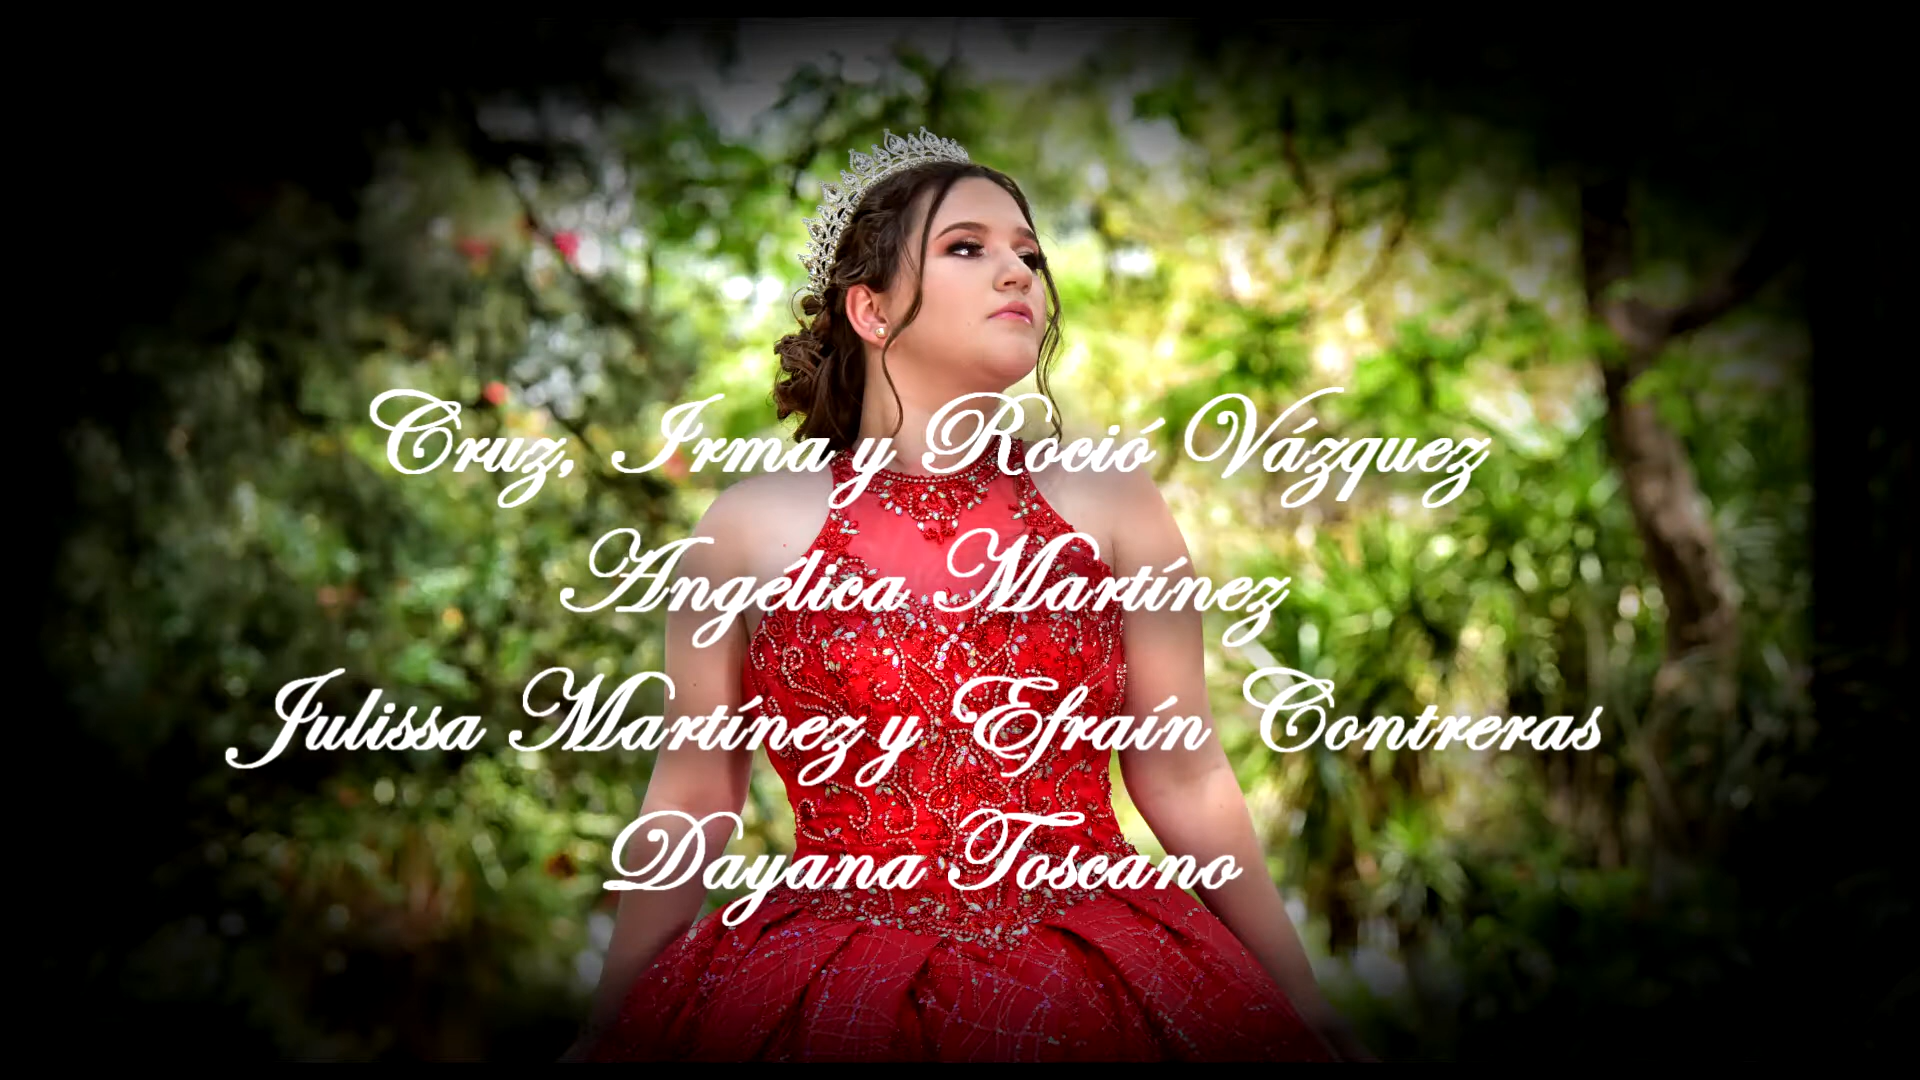 Cruz, Irma y Roció Vázquez
Angélica Martínez
Julissa Martínez y Efraín Contreras
Dayana Toscano